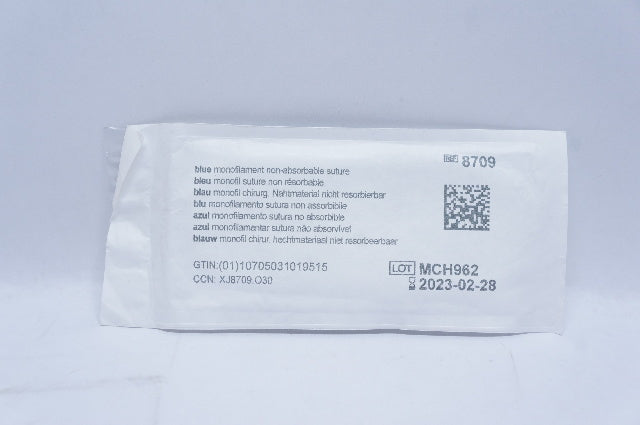 blue monofilament non-absorbable suture
bleu monofil suture non résorbable
blau monofil chirurg. Nahtmaterial nicht resorbierbar
blu monofilamento sutura non assorbibile
azul monofilamento sutura no absorbible
azul monofilamentar sutura não absorvível
blauw monofil chirur. hechtmateriaal niet resorbeerbaar
REF 8709
GTIN:(01)10705031019515
CCN: XJ8709.O30
LOT MCH962
2023-02-28